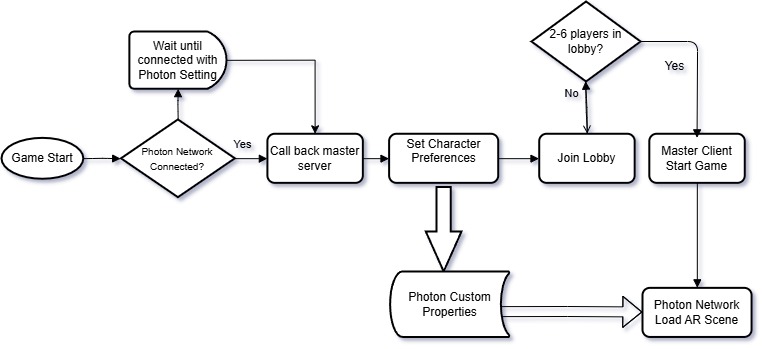 Game Start
Photon Network
Connected?
Wait until
connected with
Photon Setting
Yes
Call back master
server
Set Character
Preferences
Join Lobby
No
2-6 players in
lobby?
Yes
Master Client
Start Game
Photon Custom
Properties
Photon Network
Load AR Scene